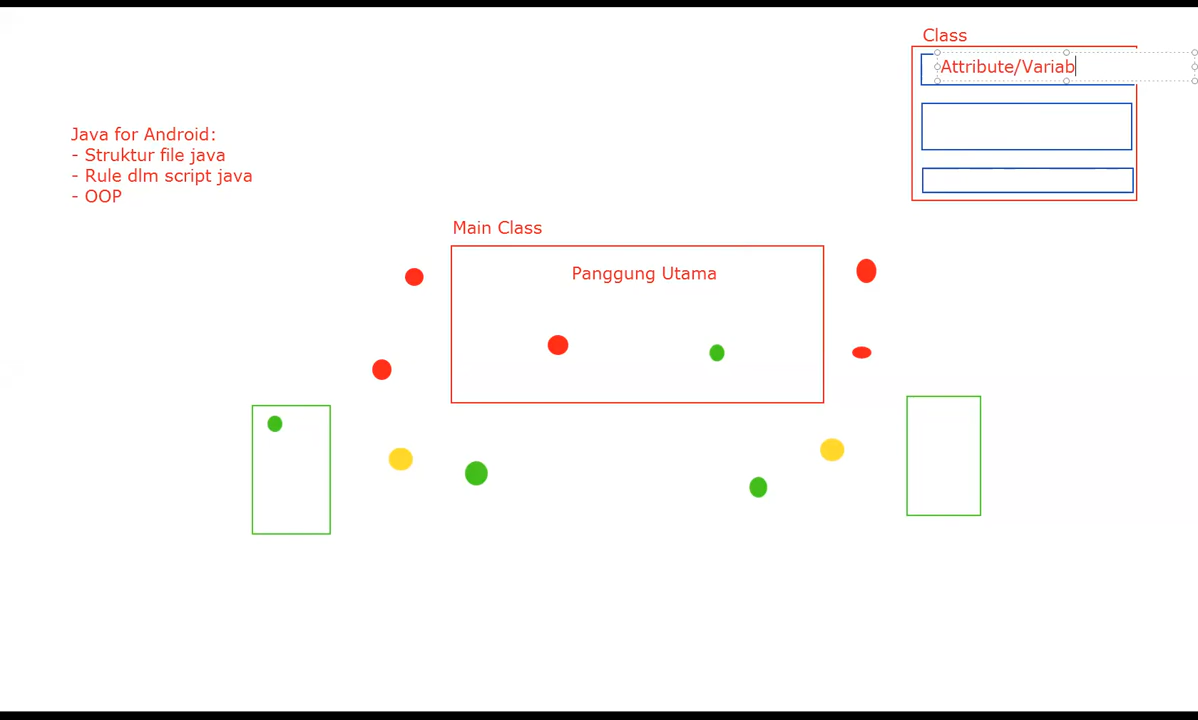 Class
Attribute/Variab
Java for Android:
- Struktur file java
- Rule dlm script java
- OOP
Main Class
Panggung Utama